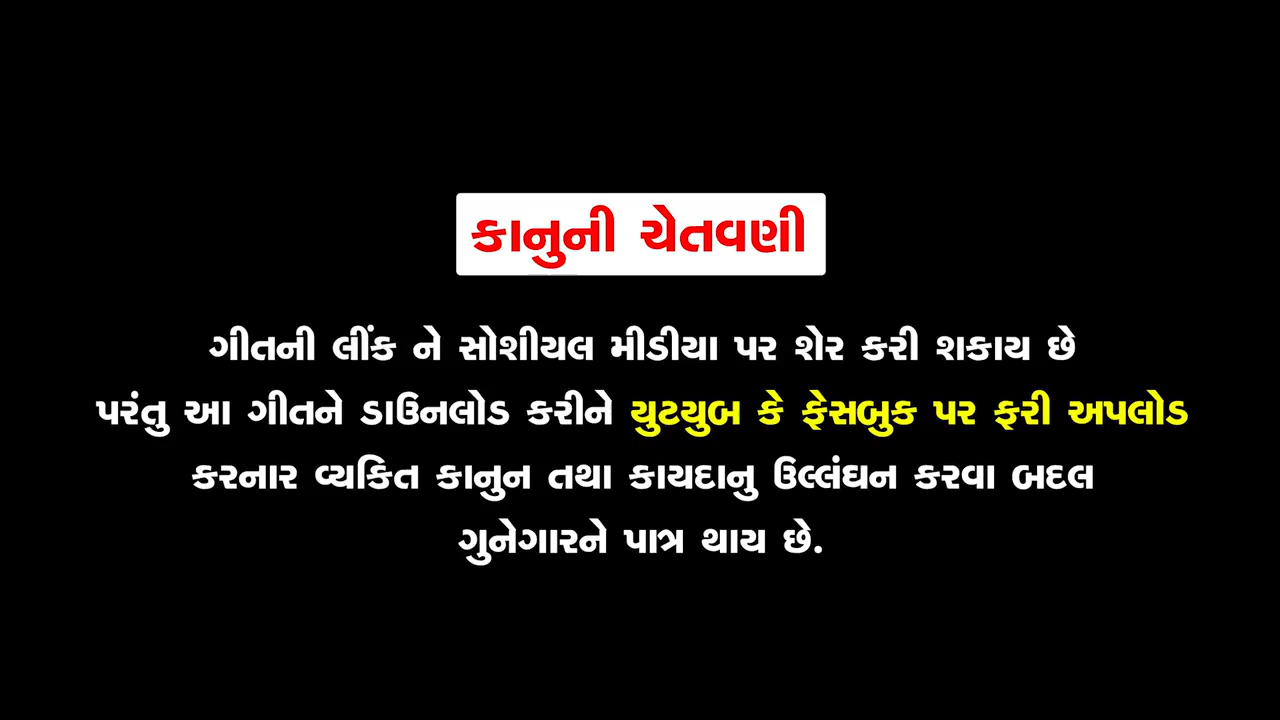 કાનુની ચેતવણી
ગીતની લીંક ને સોશીયલ મીડીયા પર શેર કરી શકાય છે
પરંતુ આ ગીતને ડાઉનલોડ કરીને યુટયુબ કે ફેસબુક પર ફરી અપલોડ
કરનાર વ્યકિત કાનુન તથા કાયદાનુ ઉલ્લંઘન કરવા બદલ
ગુનેગારને પાત્ર થાય છે.